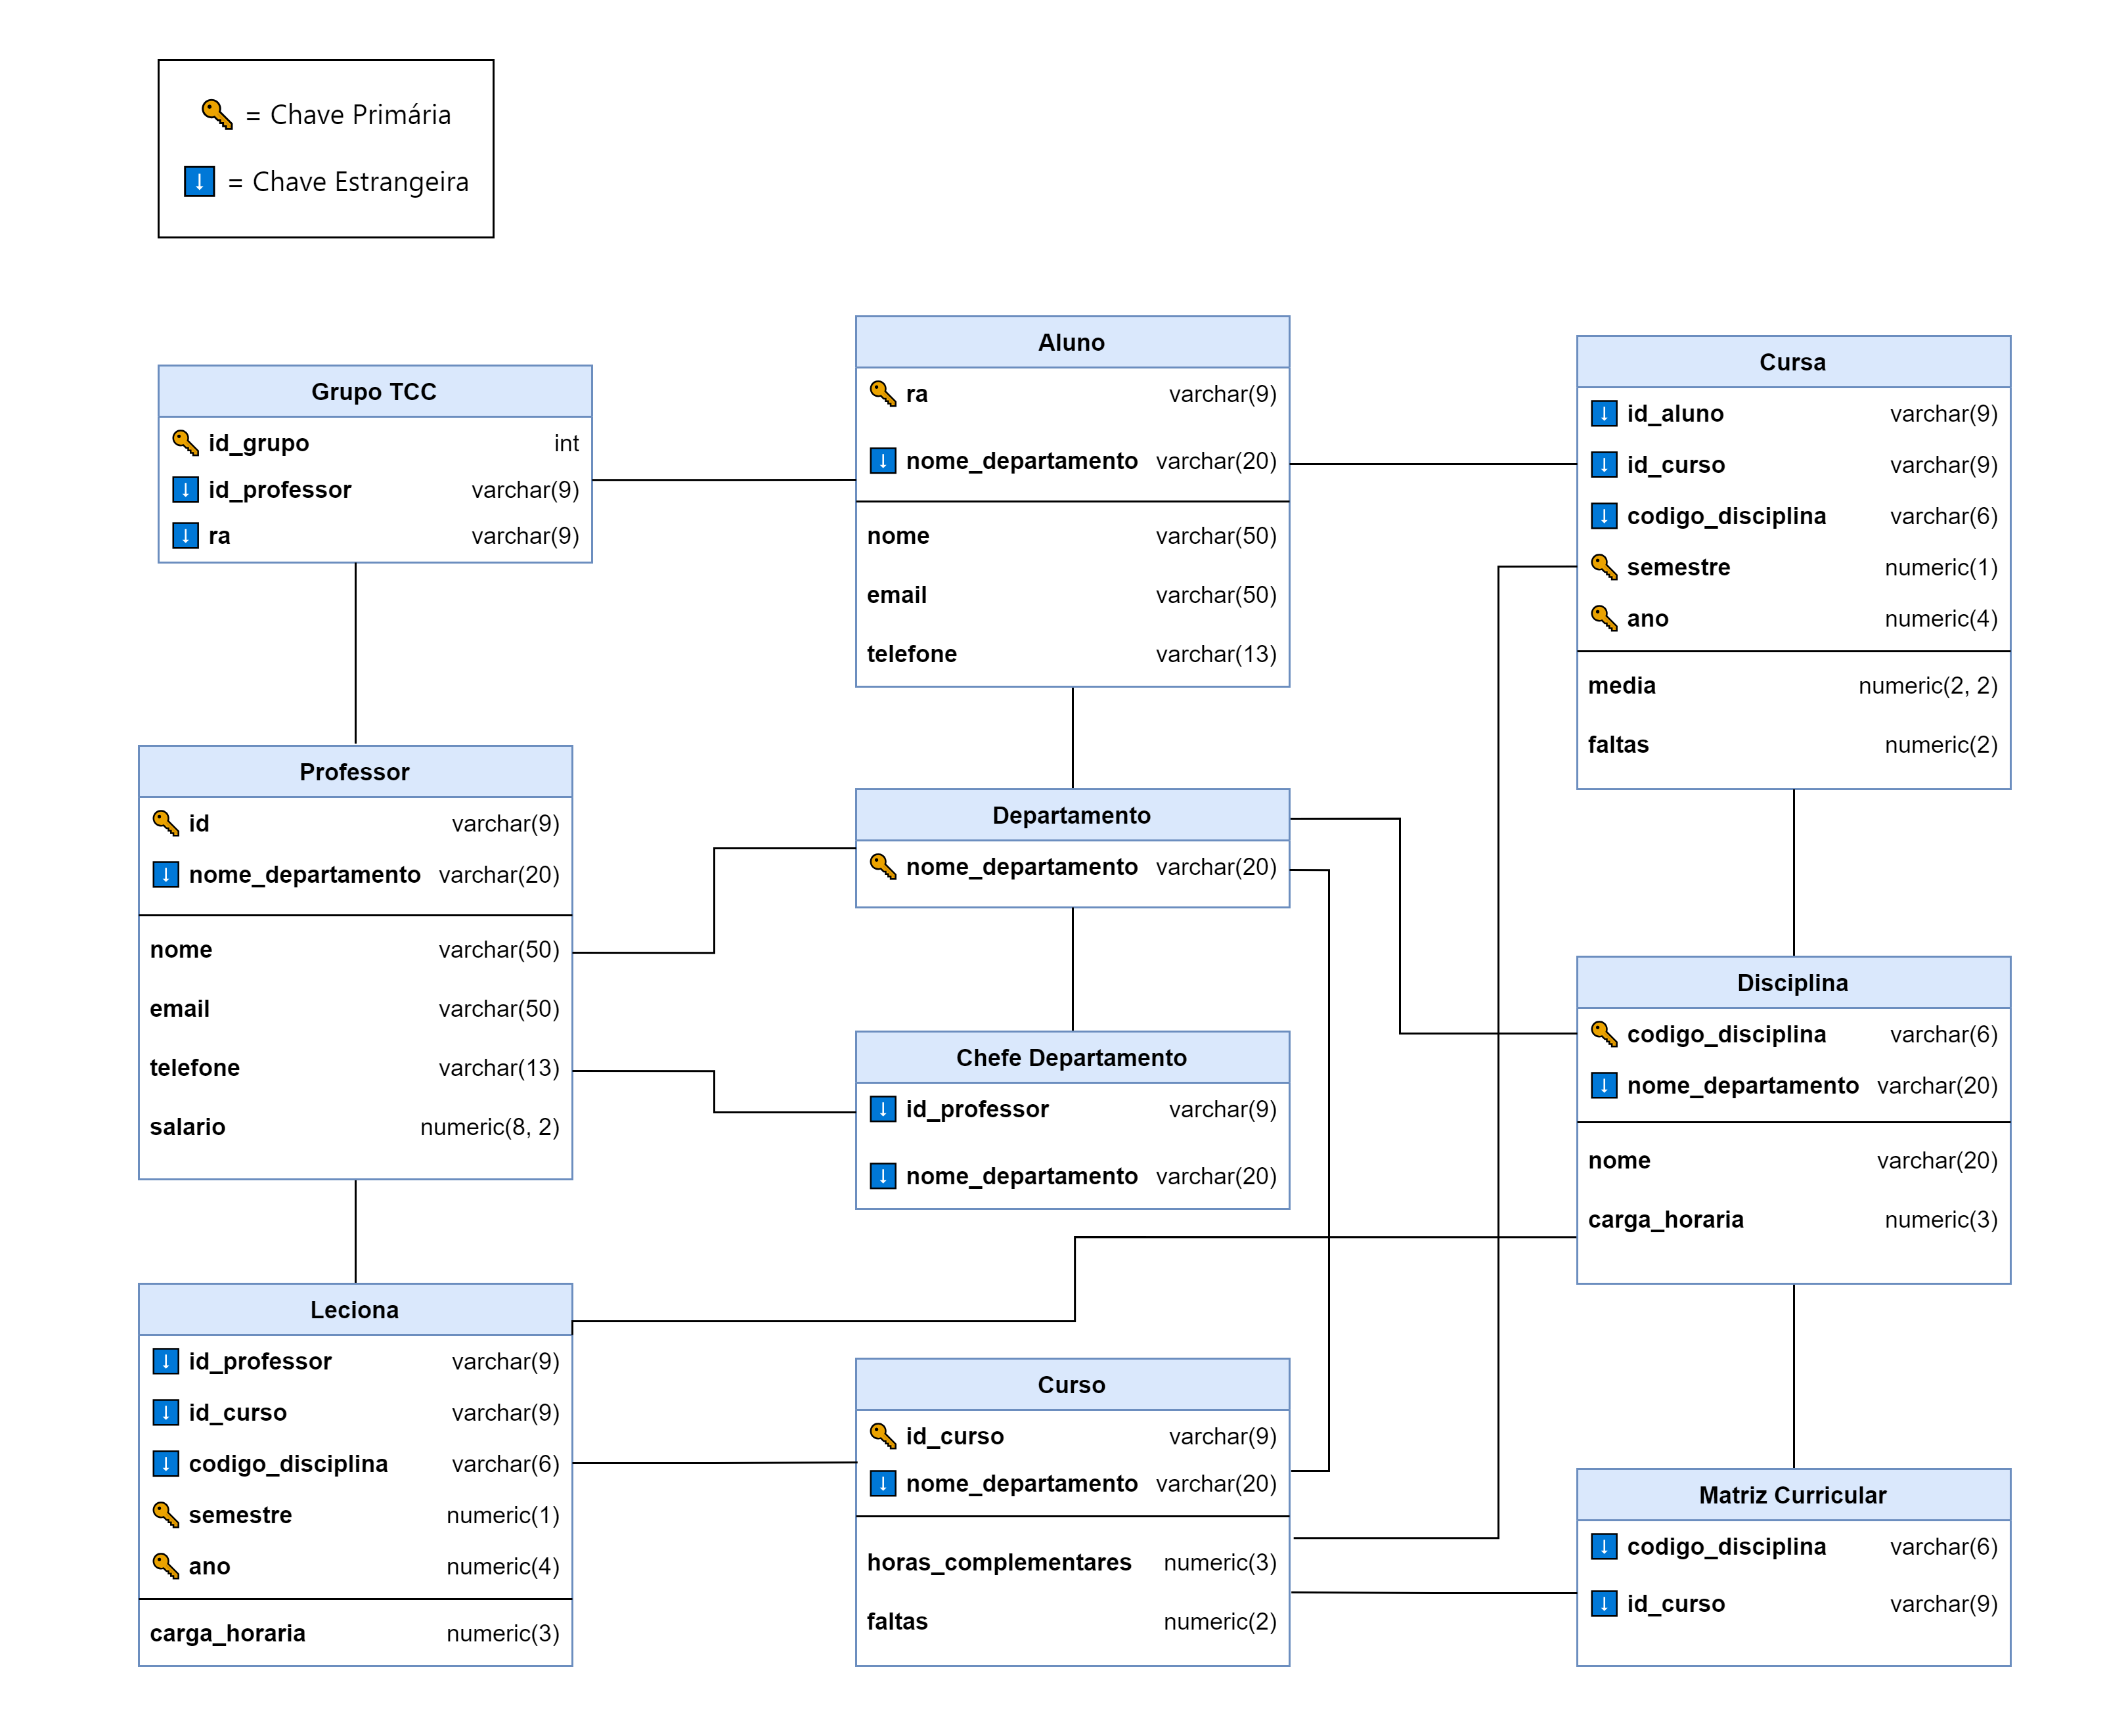 = Chave Primária
= Chave Estrangeira
Grupo TCC
id_grupo int
id_professor varchar(9)
ra varchar(9)
Aluno
ra varchar(9)
nome_departamento varchar(20)
nome varchar(50)
email varchar(50)
telefone varchar(13)
Cursa
id_aluno varchar(9)
id_curso varchar(9)
codigo_disciplina varchar(6)
semestre numeric(1)
ano numeric(4)
media numeric(2, 2)
faltas numeric(2)
Professor
id varchar(9)
nome_departamento varchar(20)
nome varchar(50)
email varchar(50)
telefone varchar(13)
salario numeric(8, 2)
Departamento
nome_departamento varchar(20)
Chefe Departamento
id_professor varchar(9)
nome_departamento varchar(20)
Disciplina
codigo_disciplina varchar(6)
nome_departamento varchar(20)
nome varchar(20)
carga_horaria numeric(3)
Leciona
id_professor varchar(9)
id_curso varchar(9)
codigo_disciplina varchar(6)
semestre numeric(1)
ano numeric(4)
carga_horaria numeric(3)
Curso
id_curso varchar(9)
nome_departamento varchar(20)
horas_complementares numeric(3)
faltas numeric(2)
Matriz Curricular
codigo_disciplina varchar(6)
id_curso varchar(9)